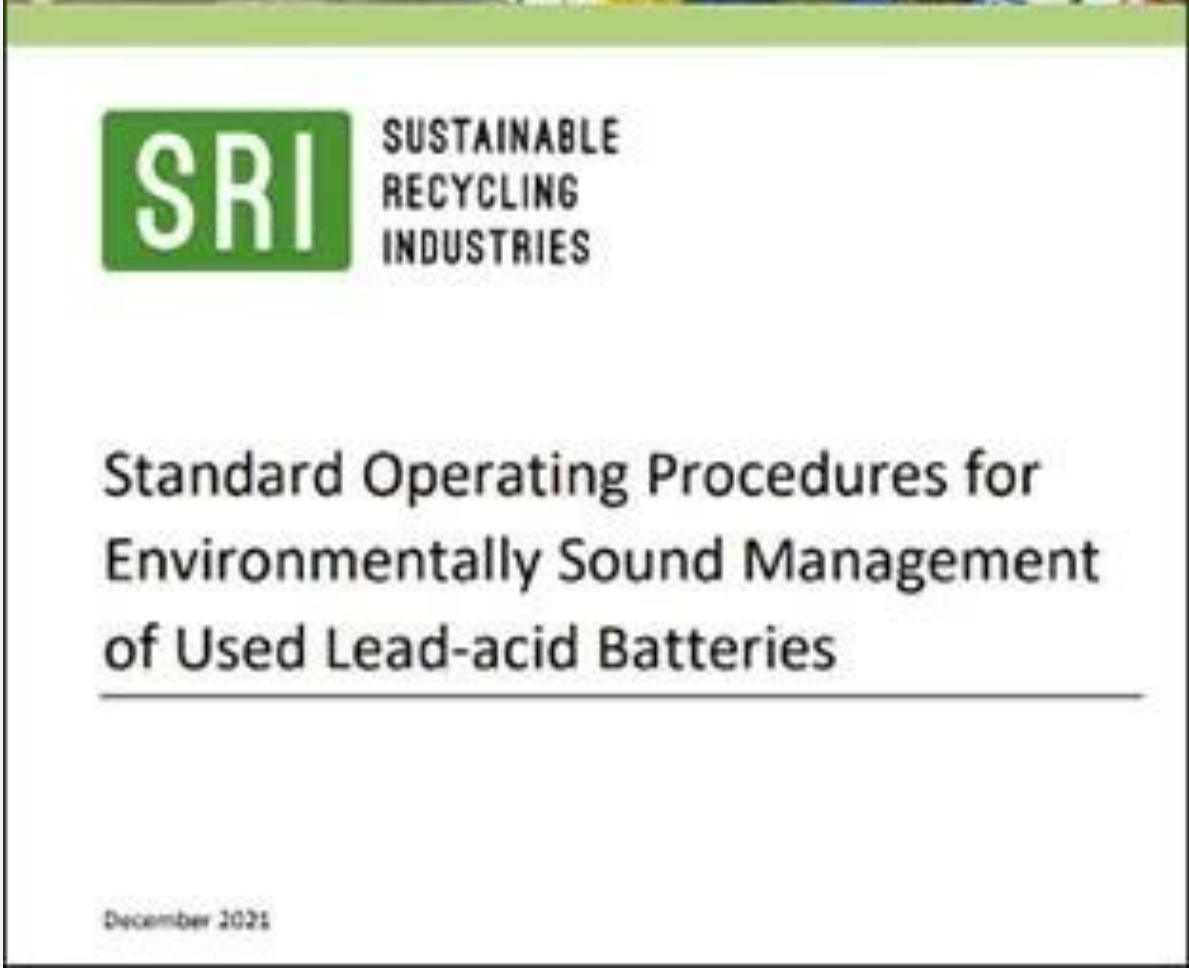 SRI
SUSTAINABLE
RECYCLING
INDUSTRIES
Standard Operating Procedures for
Environmentally Sound Management
of Used Lead-acid Batteries
December 2021